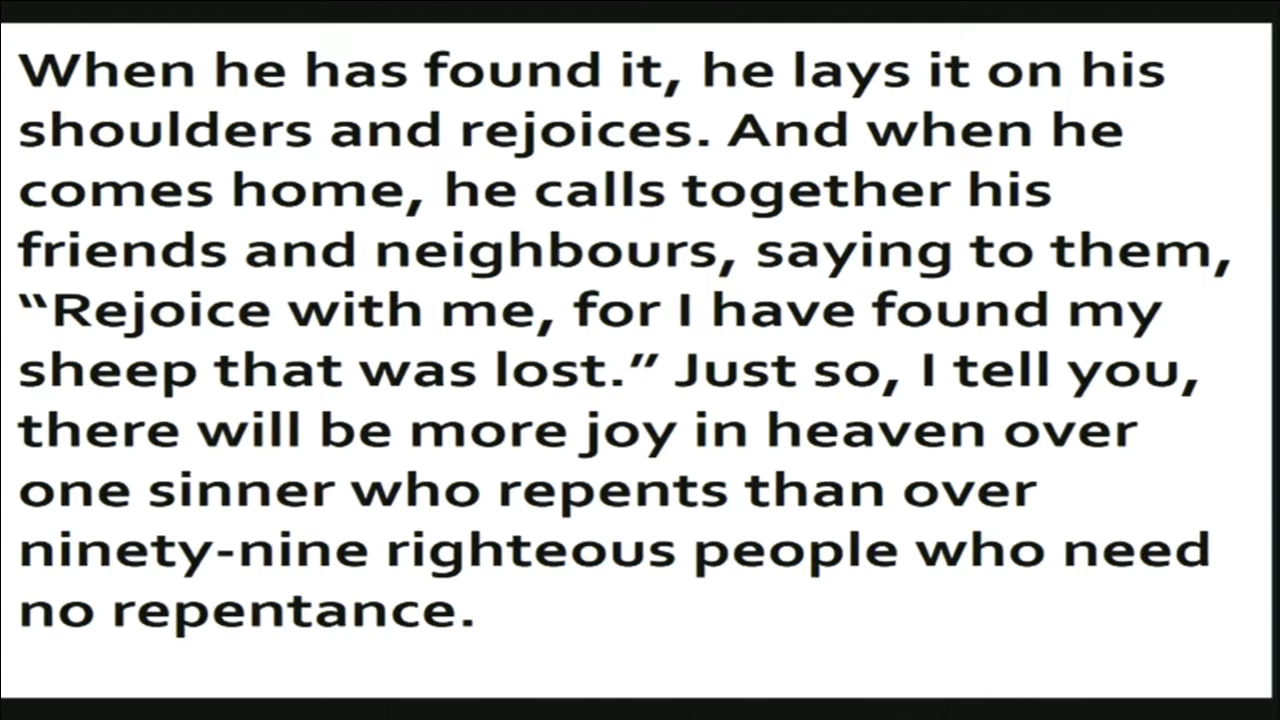 When he has found it, he lays it on his
shoulders and rejoices. And when he
comes home, he calls together his
friends and neighbours, saying to them,
“Rejoice with me, for I have found my
sheep that was lost.” Just so, I tell you,
there will be more joy in heaven over
one sinner who repents than over
ninety-nine righteous people who need
no repentance.